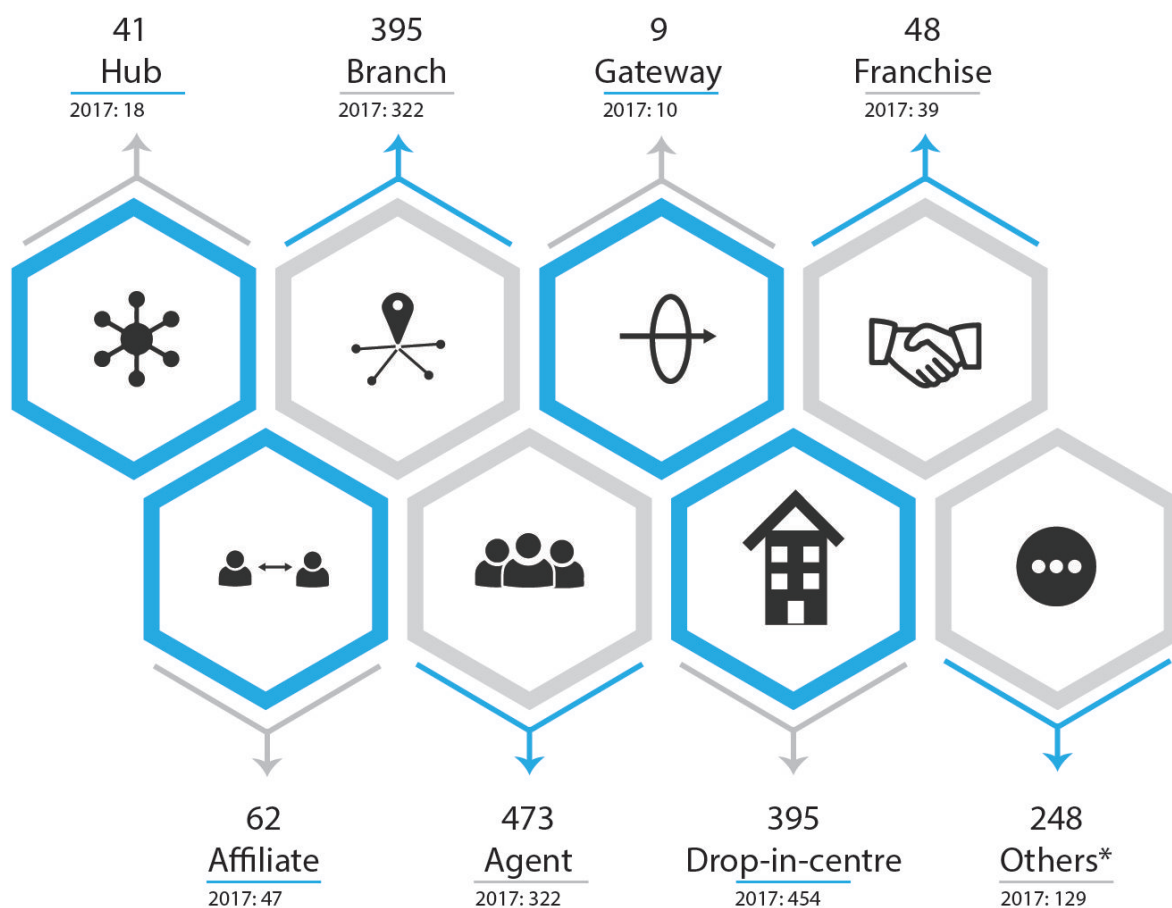 41
Hub
2017: 18
395
Branch
2017: 322
9
Gateway
2017: 10
48
Franchise
2017: 39
62
Affiliate
2017: 47
473
Agent
2017: 322
395
Drop-in-centre
2017: 454
248
Others*
2017: 129